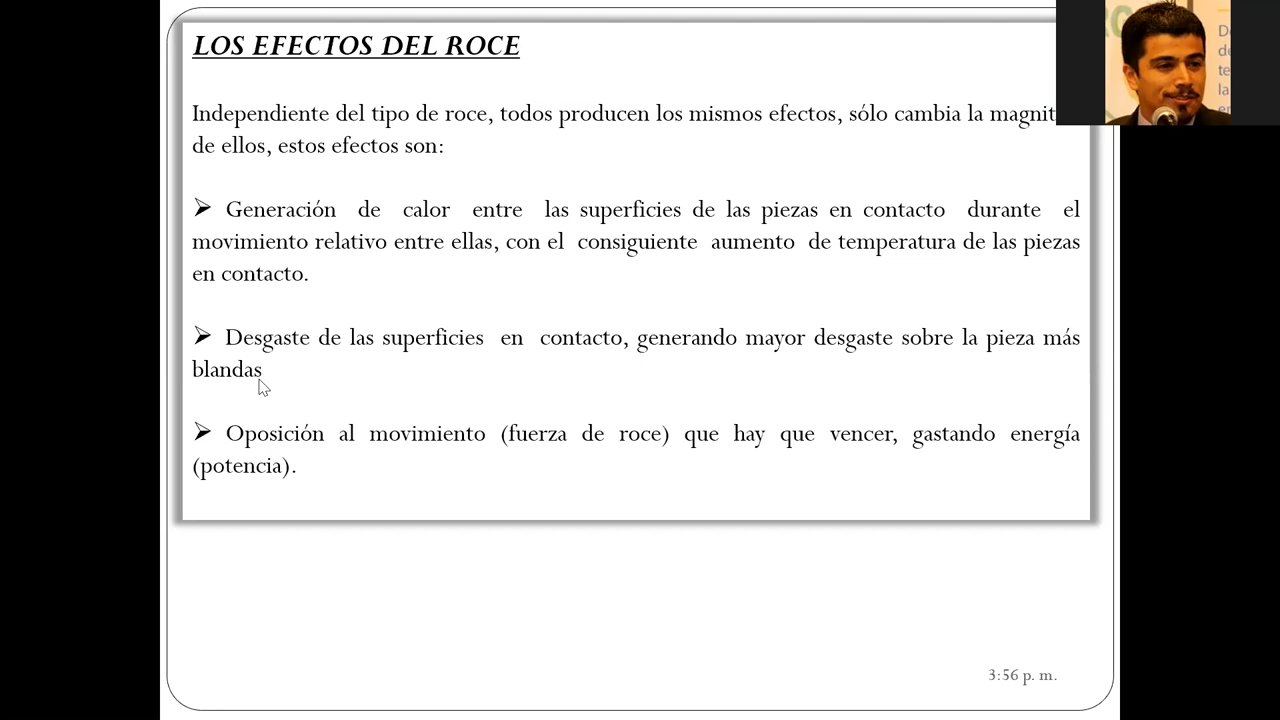 LOS EFECTOS DEL ROCE
Independiente del tipo de roce, todos producen los mismos efectos, sólo cambia la
de ellos, estos efectos son:
➢ Generación de calor entre las superficies de las piezas en contacto durante el
movimiento relativo entre ellas, con el consiguiente aumento de temperatura de las piezas
en contacto.
➢ Desgaste de las superficies en contacto, generando mayor desgaste sobre la pieza más
blandas
➢ Oposición al movimiento (fuerza de roce) que hay que vencer, gastando energía
(potencia).
3:56 p. m.